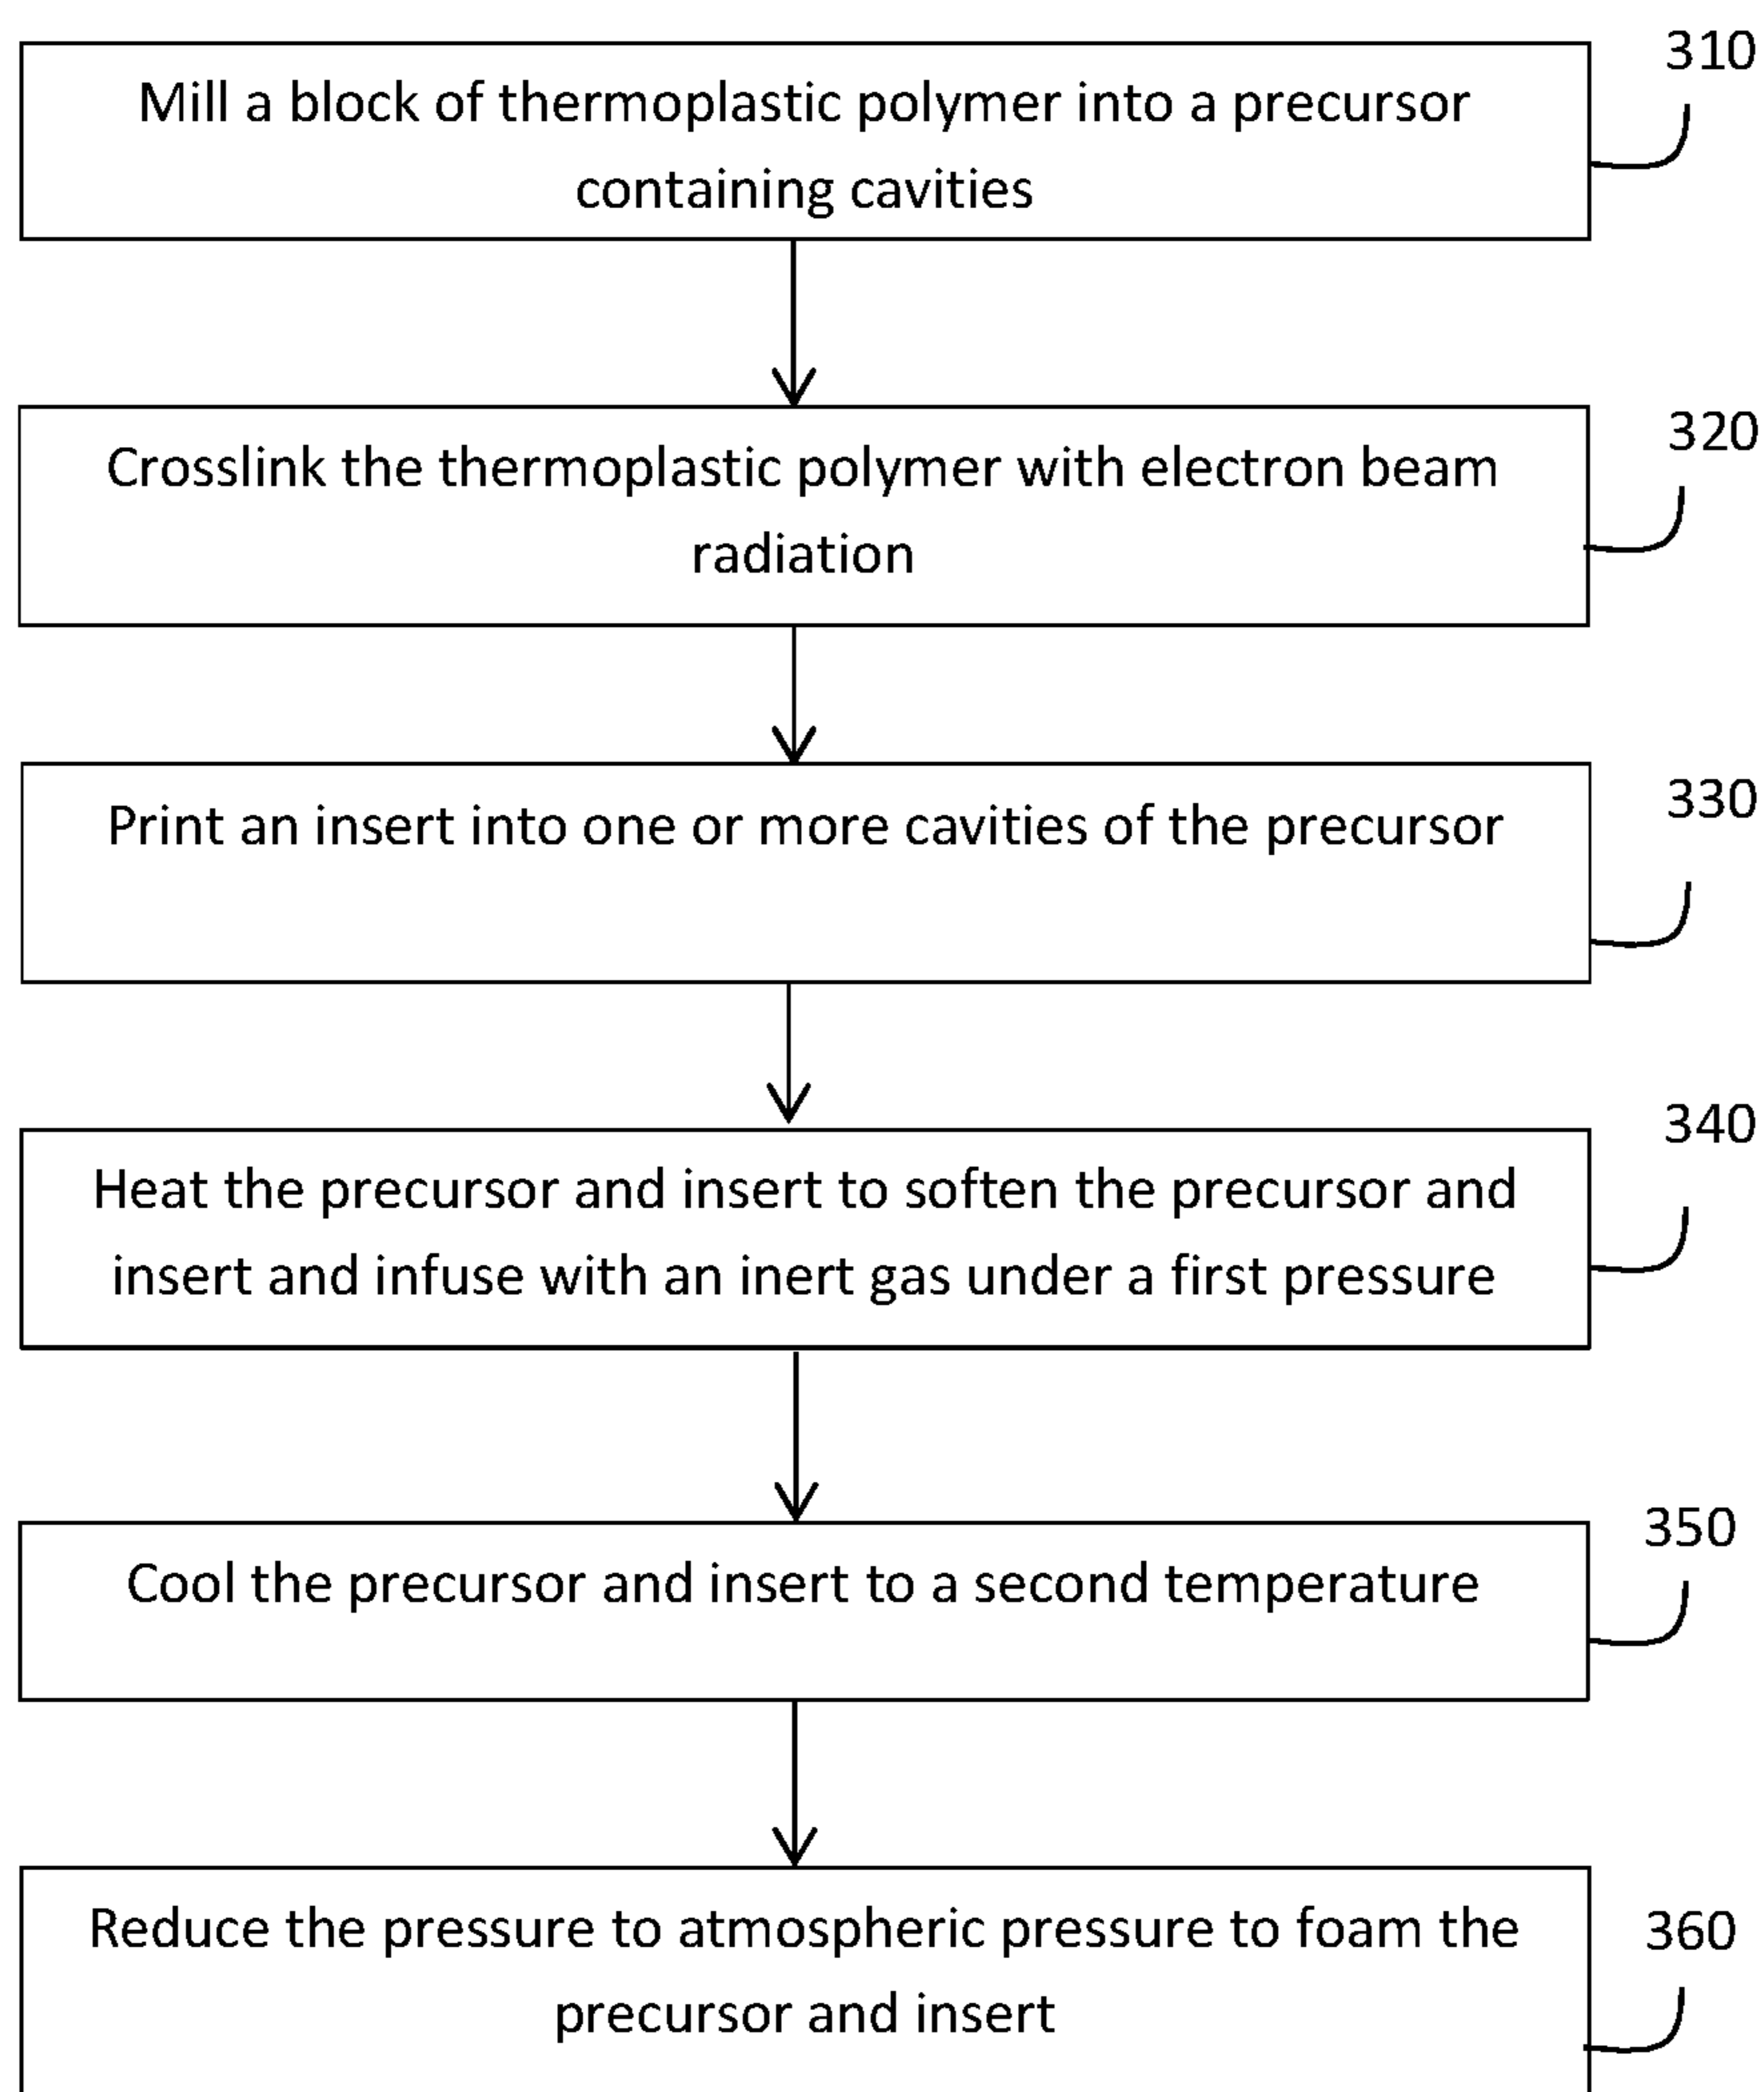 310
Mill a block of thermoplastic polymer into a precursor
containing cavities
320
Crosslink the thermoplastic polymer with electron beam
radiation
330
Print an insert into one or more cavities of the precursor
340
Heat the precursor and insert to soften the precursor and
insert and infuse with an inert gas under a first pressure
350
Cool the precursor and insert to a second temperature
360
Reduce the pressure to atmospheric pressure to foam the
precursor and insert